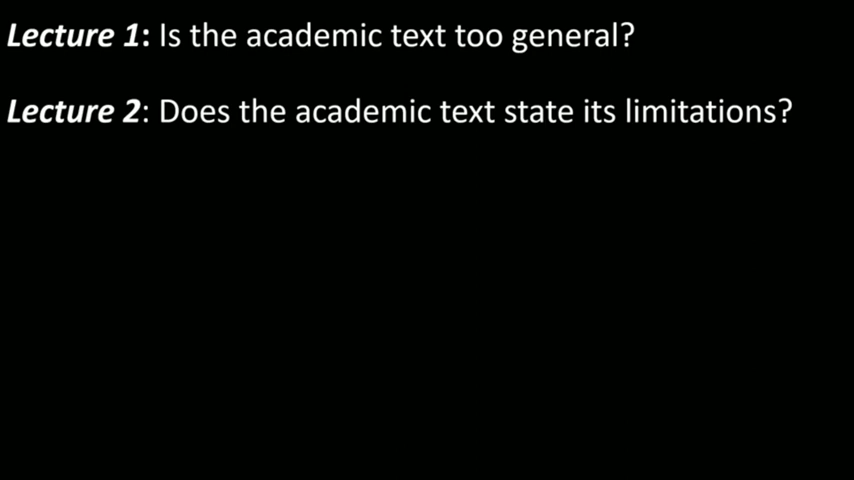 Lecture 1: Is the academic text too general?
Lecture 2: Does the academic text state its limitations?